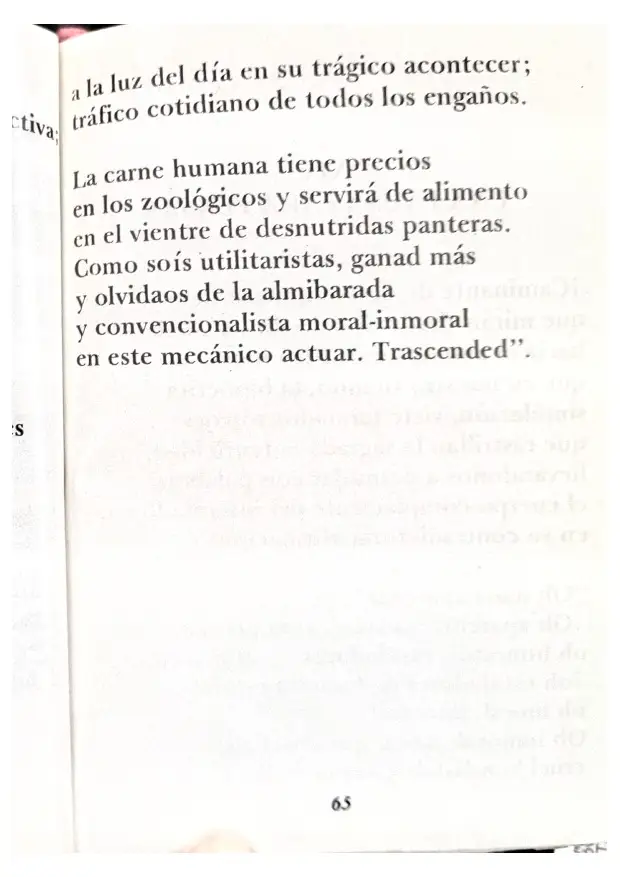 a la luz del día en su trágico acontecer;
tráfico cotidiano de todos los engaños.
La carne humana tiene precios
en los zoológicos y servirá de alimento
en el vientre de desnutridas panteras.
Como soís utilitaristas, ganad más
y olvidaos de la almibarada
y convencionalista moral-inmoral
en este mecánico actuar. Trascended”.
65